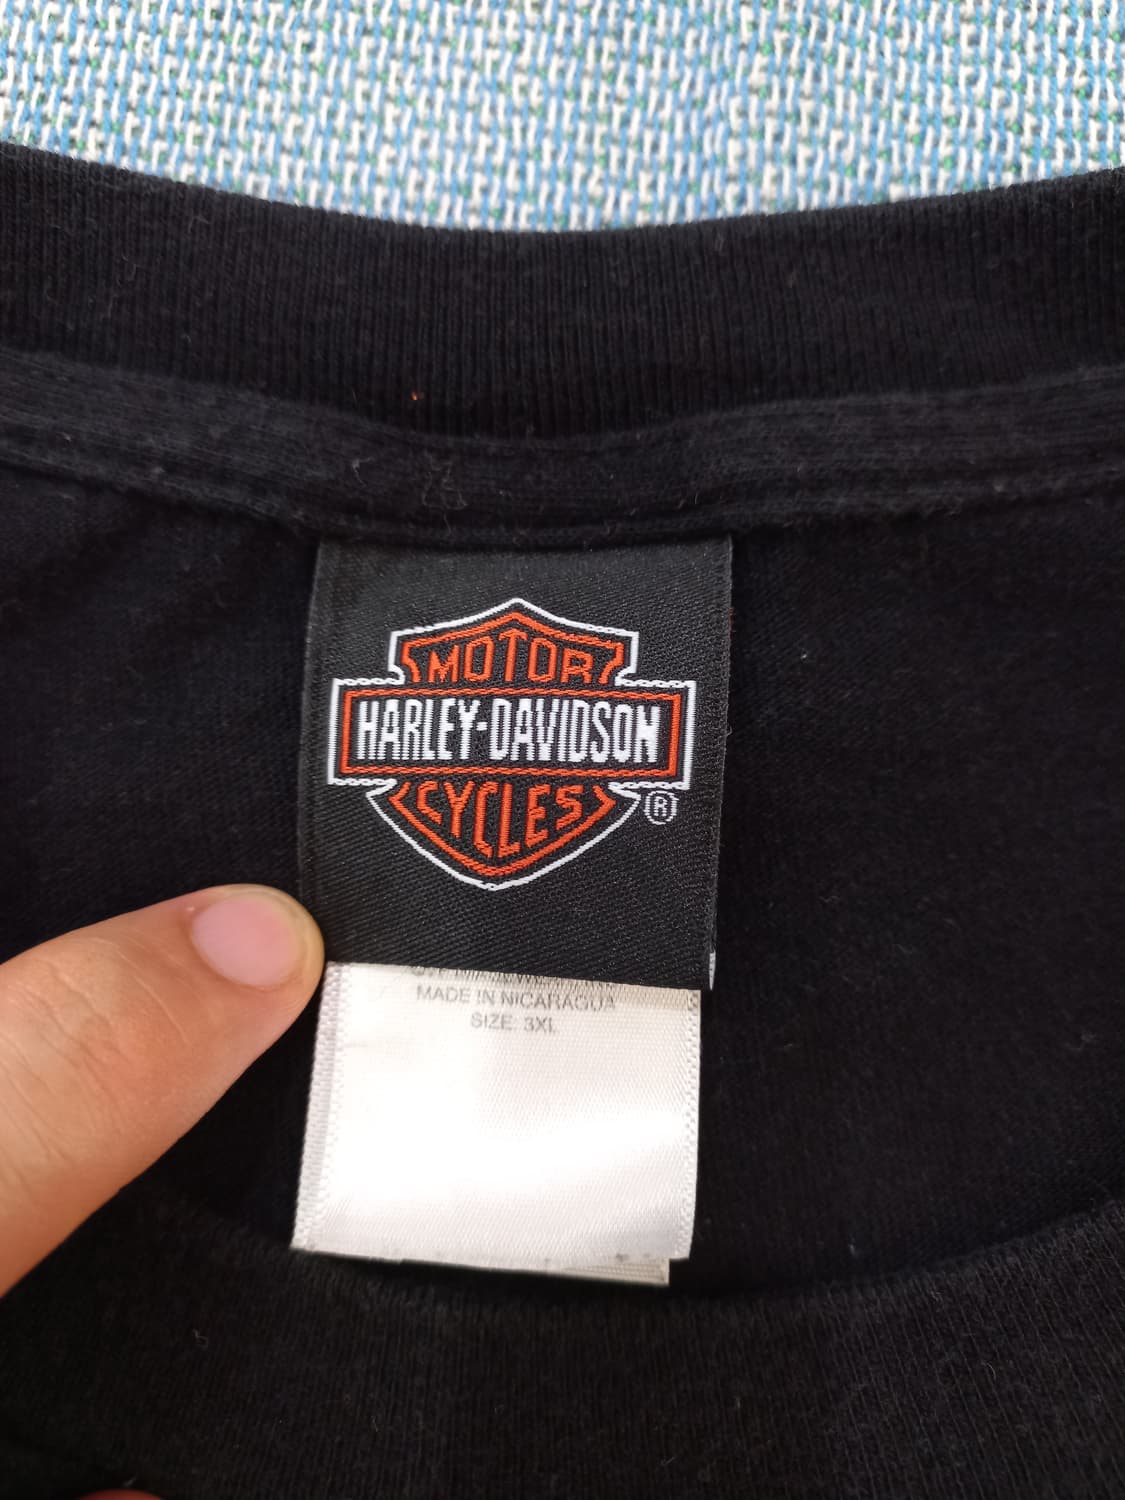 MOTOR
HARLEY-DAVIDSON
CYCLES
®
MADE IN NICARAGUA
SIZE: 3XL